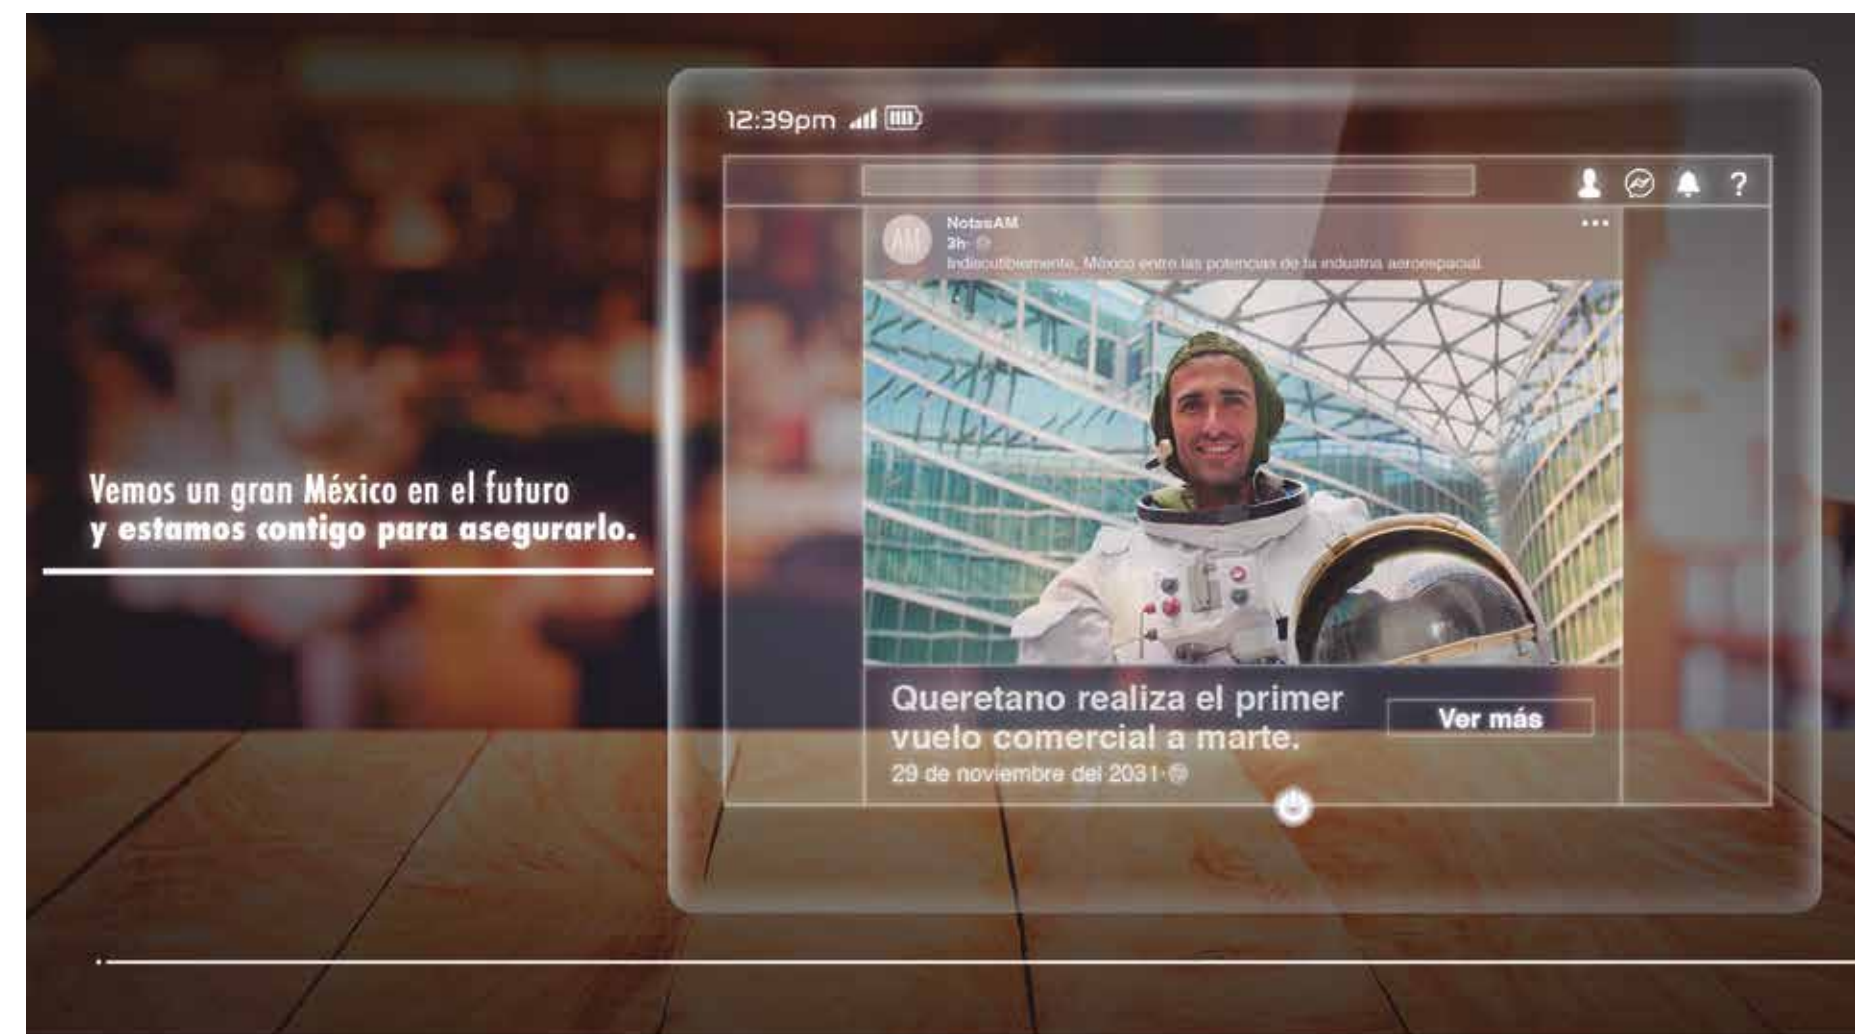 Vemos un gran México en el futuro
y estamos contigo para asegurarlo.
12:39pm
?
AM
NotasAM
3h
Indiscutiblemente, México entre las potencias de la industria aeroespacial.
Queretano realiza el primer
vuelo comercial a marte.
29 de noviembre del 2031
Ver más